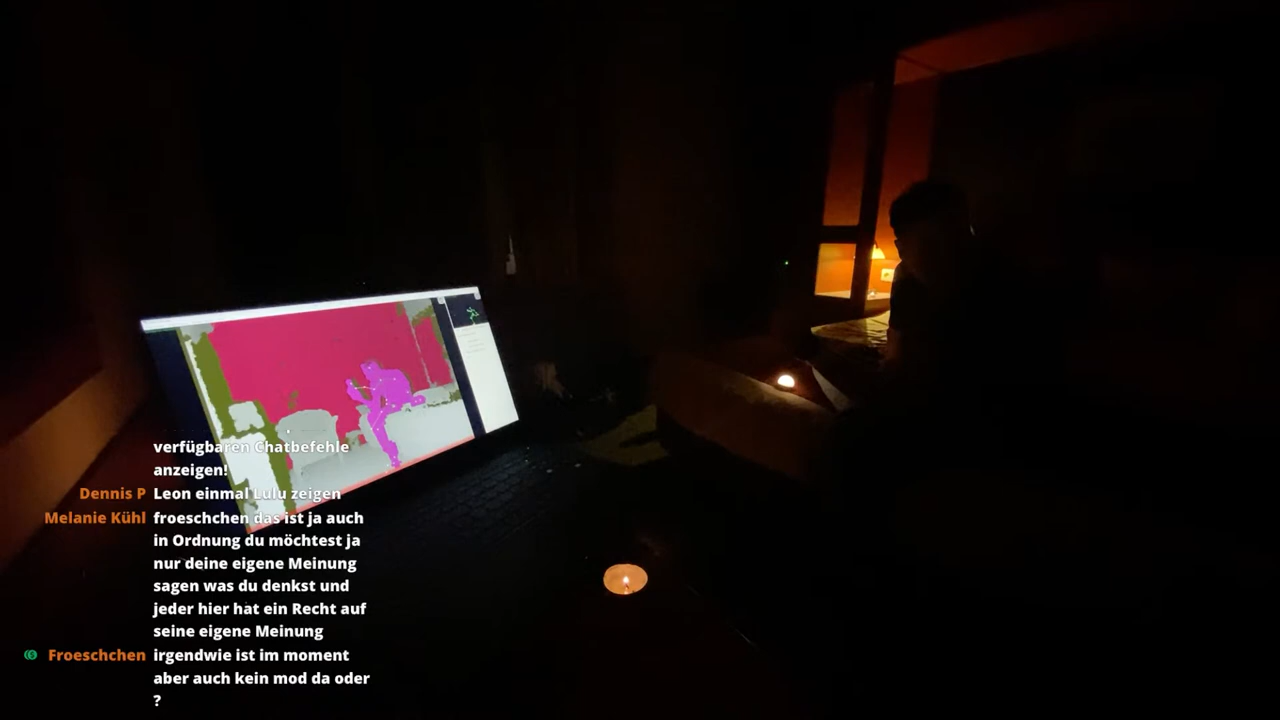 verfügbaren Chatbefehle
anzeigen!
Dennis P Leon einmal Lulu zeigen
Melanie Kühl froeschchen das ist ja auch
in Ordnung du möchtest ja
nur deine eigene Meinung
sagen was du denkst und
jeder hier hat ein Recht auf
seine eigene Meinung
Froeschchen irgendwie ist im moment
aber auch kein mod da oder
?